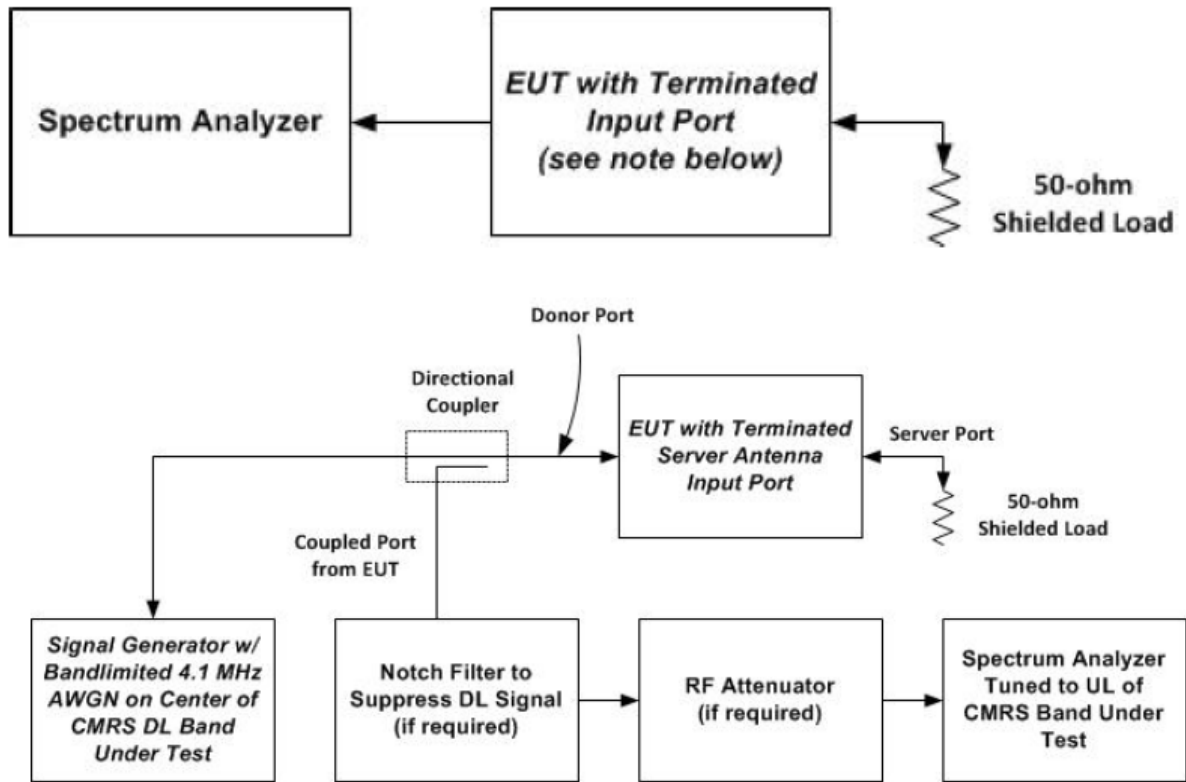 Spectrum Analyzer
EUT with Terminated
Input Port
(see note below)
50-ohm
Shielded Load
Donor Port
Directional
Coupler
EUT with Terminated
Server Antenna
Input Port
Server Port
50-ohm
Shielded Load
Coupled Port
from EUT
Signal Generator w/
Bandlimited 4.1 MHz
AWGN on Center of
CMRS DL Band
Under Test
Notch Filter to
Suppress DL Signal
(if required)
RF Attenuator
(if required)
Spectrum Analyzer
Tuned to UL of
CMRS Band Under
Test